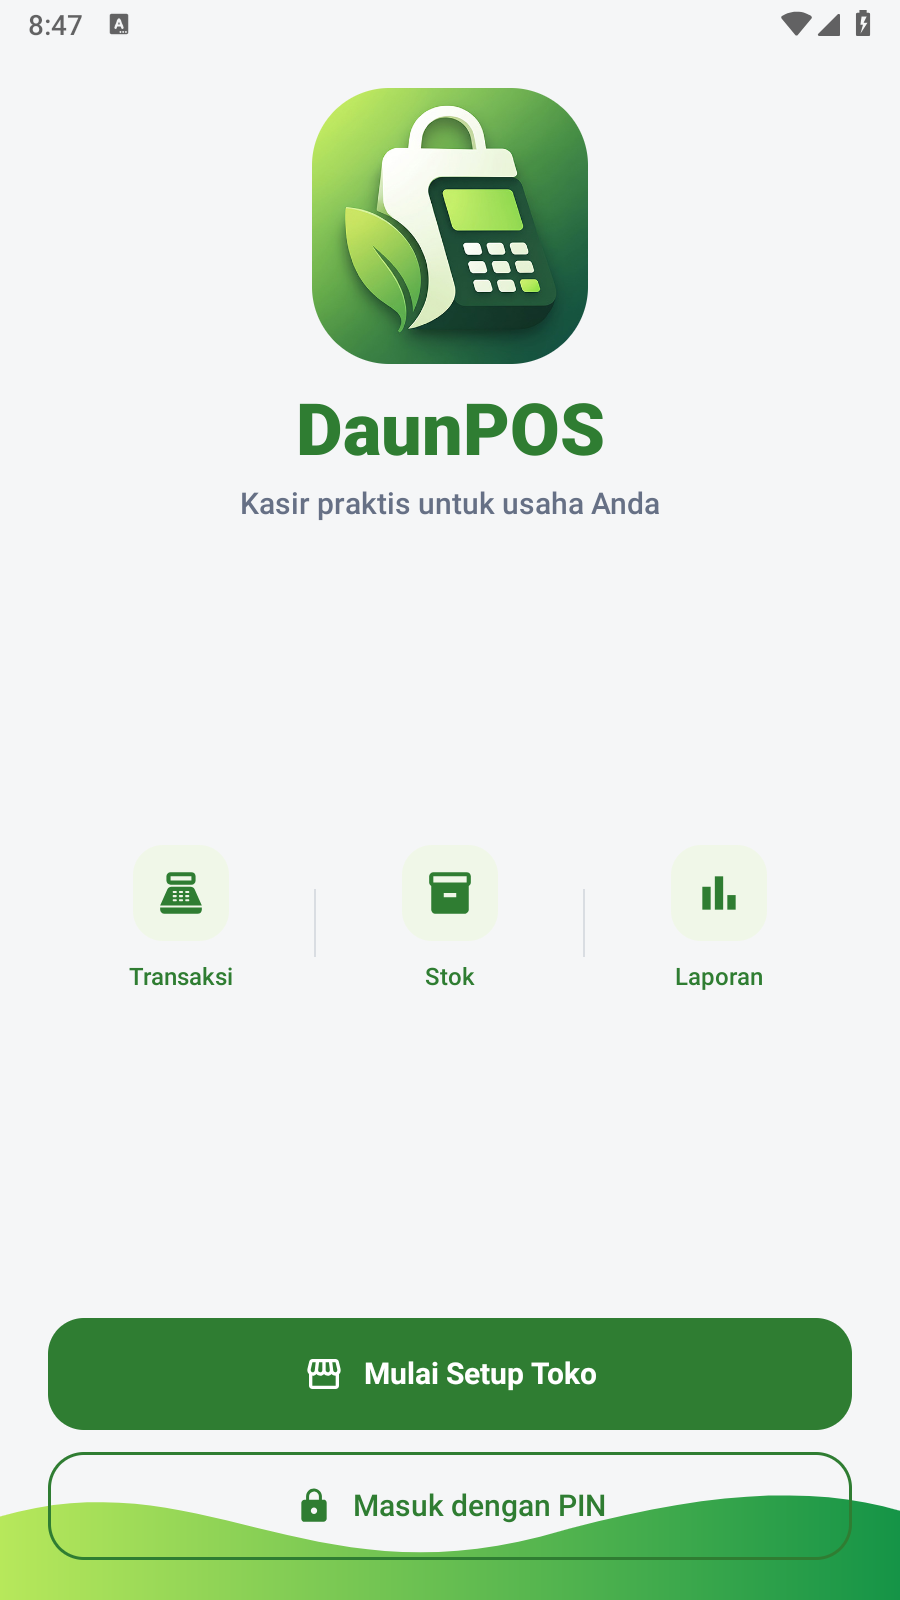 8:47
A
DaunPOS
Kasir praktis untuk usaha Anda
Transaksi
Stok
Laporan
Mulai Setup Toko
Masuk dengan PIN